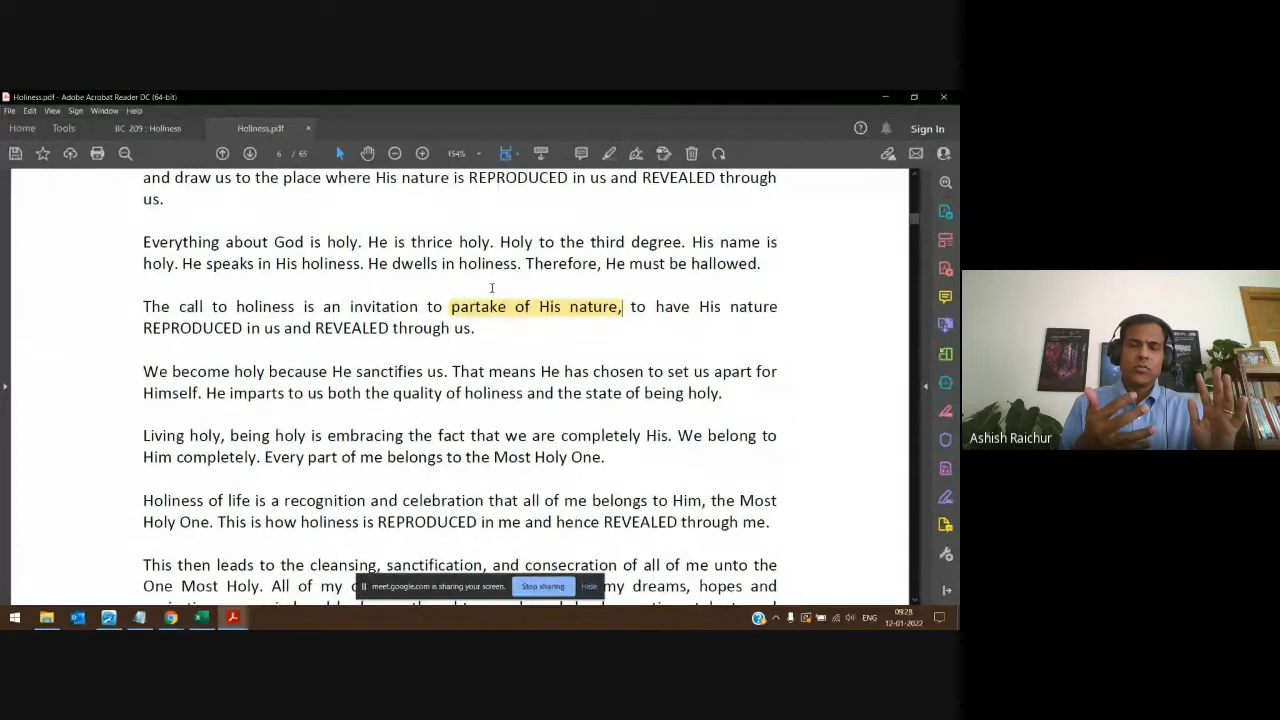 Holiness.pdf - Adobe Acrobat Reader DC (64-bit)
File Edit View Sign Window Help
Home Tools BC 209 : Holiness Holiness.pdf × Sign In
6 / 65 154%
and draw us to the place where His nature is REPRODUCED in us and REVEALED through
us.
Everything about God is holy. He is thrice holy. Holy to the third degree. His name is
holy. He speaks in His holiness. He dwells in holiness. Therefore, He must be hallowed.
The call to holiness is an invitation to partake of His nature, to have His nature
REPRODUCED in us and REVEALED through us.
We become holy because He sanctifies us. That means He has chosen to set us apart for
Himself. He imparts to us both the quality of holiness and the state of being holy.
Living holy, being holy is embracing the fact that we are completely His. We belong to
Him completely. Every part of me belongs to the Most Holy One.
Holiness of life is a recognition and celebration that all of me belongs to Him, the Most
Holy One. This is how holiness is REPRODUCED in me and hence REVEALED through me.
This then leads to the cleansing, sanctification, and consecration of all of me unto the
One Most Holy. All of my my dreams, hopes and
meet.google.com is sharing your screen. Stop sharing Hide
ENG 09:28
12-01-2022
Ashish Raichur